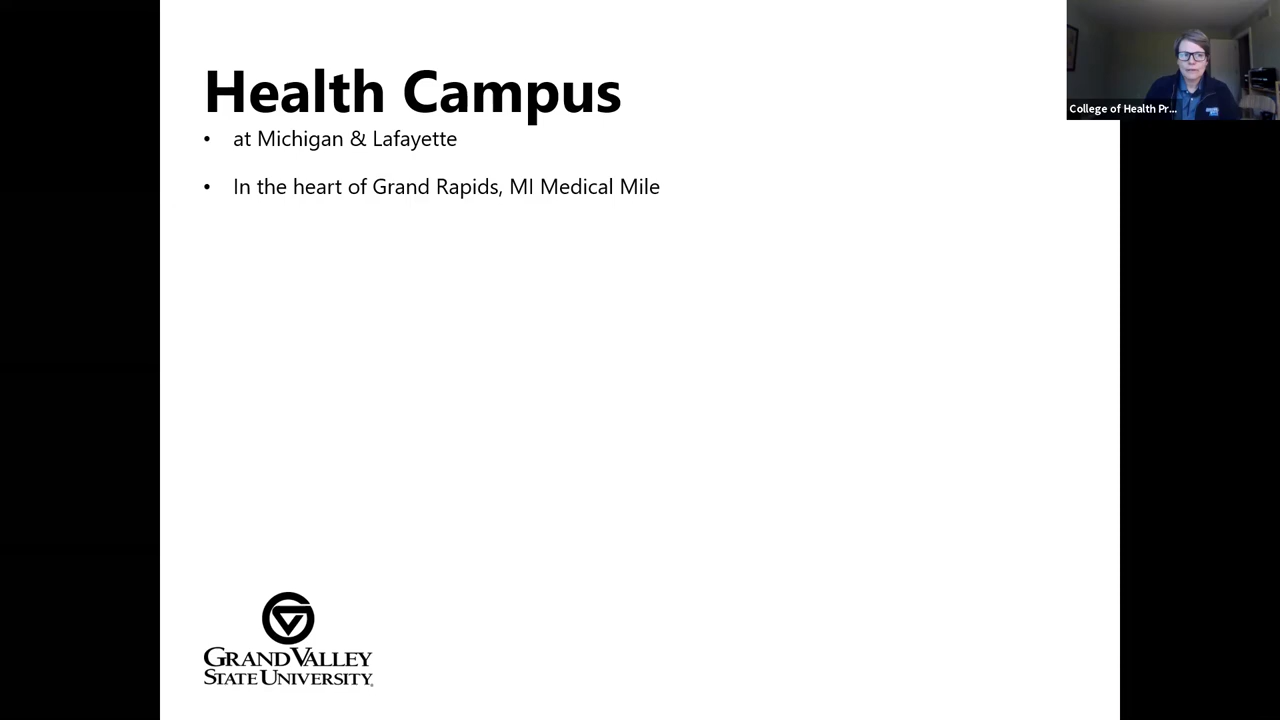 Health Campus
• at Michigan & Lafayette
• In the heart of Grand Rapids, MI Medical Mile
College of Health Pr...
GRAND VALLEY
STATE UNIVERSITY.